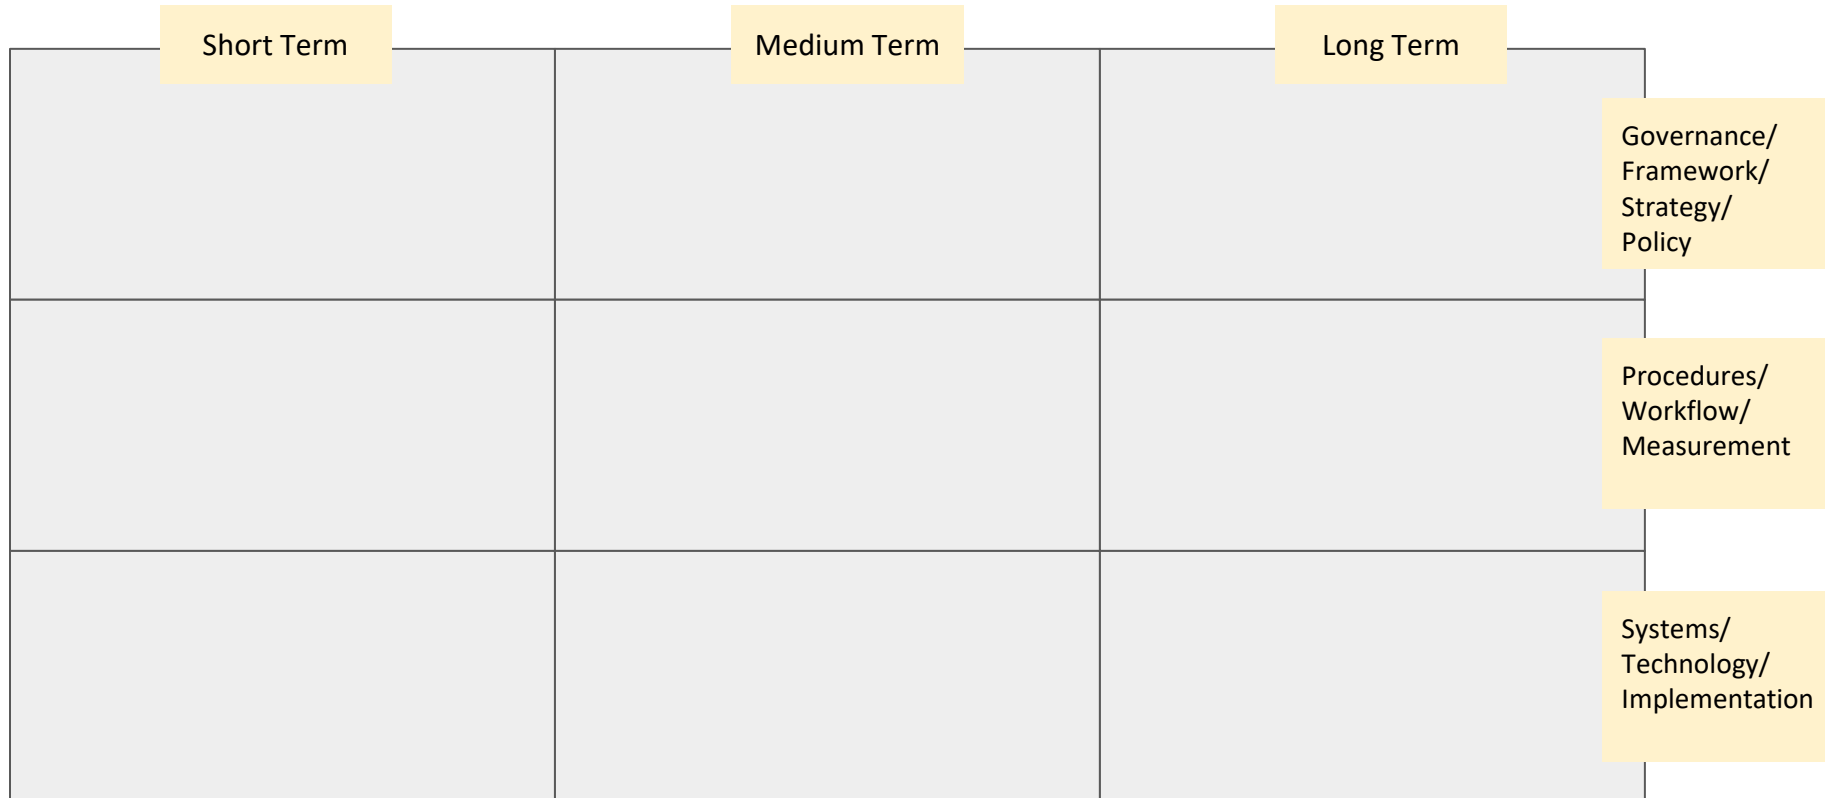 Short Term
Medium Term
Long Term
Governance/
Framework/
Strategy/
Policy
Procedures/
Workflow/
Measurement
Systems/
Technology/
Implementation